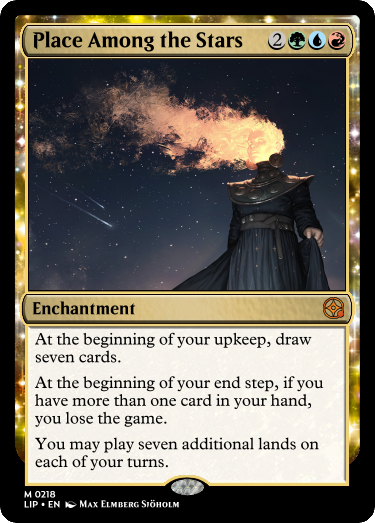 Place Among the Stars 2
Enchantment
At the beginning of your upkeep, draw
seven cards.
At the beginning of your end step, if you
have more than one card in your hand,
you lose the game.
You may play seven additional lands on
each of your turns.
M 0218
LIP • EN Max Elmberg Sjöholm